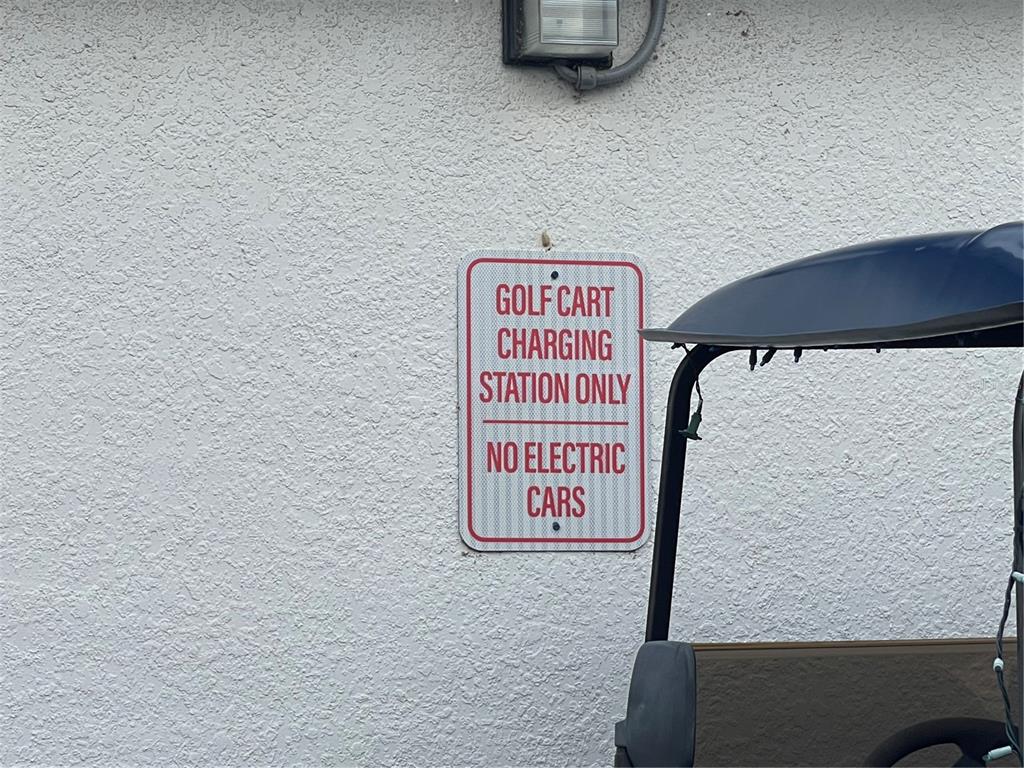 GOLF CART
CHARGING
STATION ONLY
NO ELECTRIC
CARS